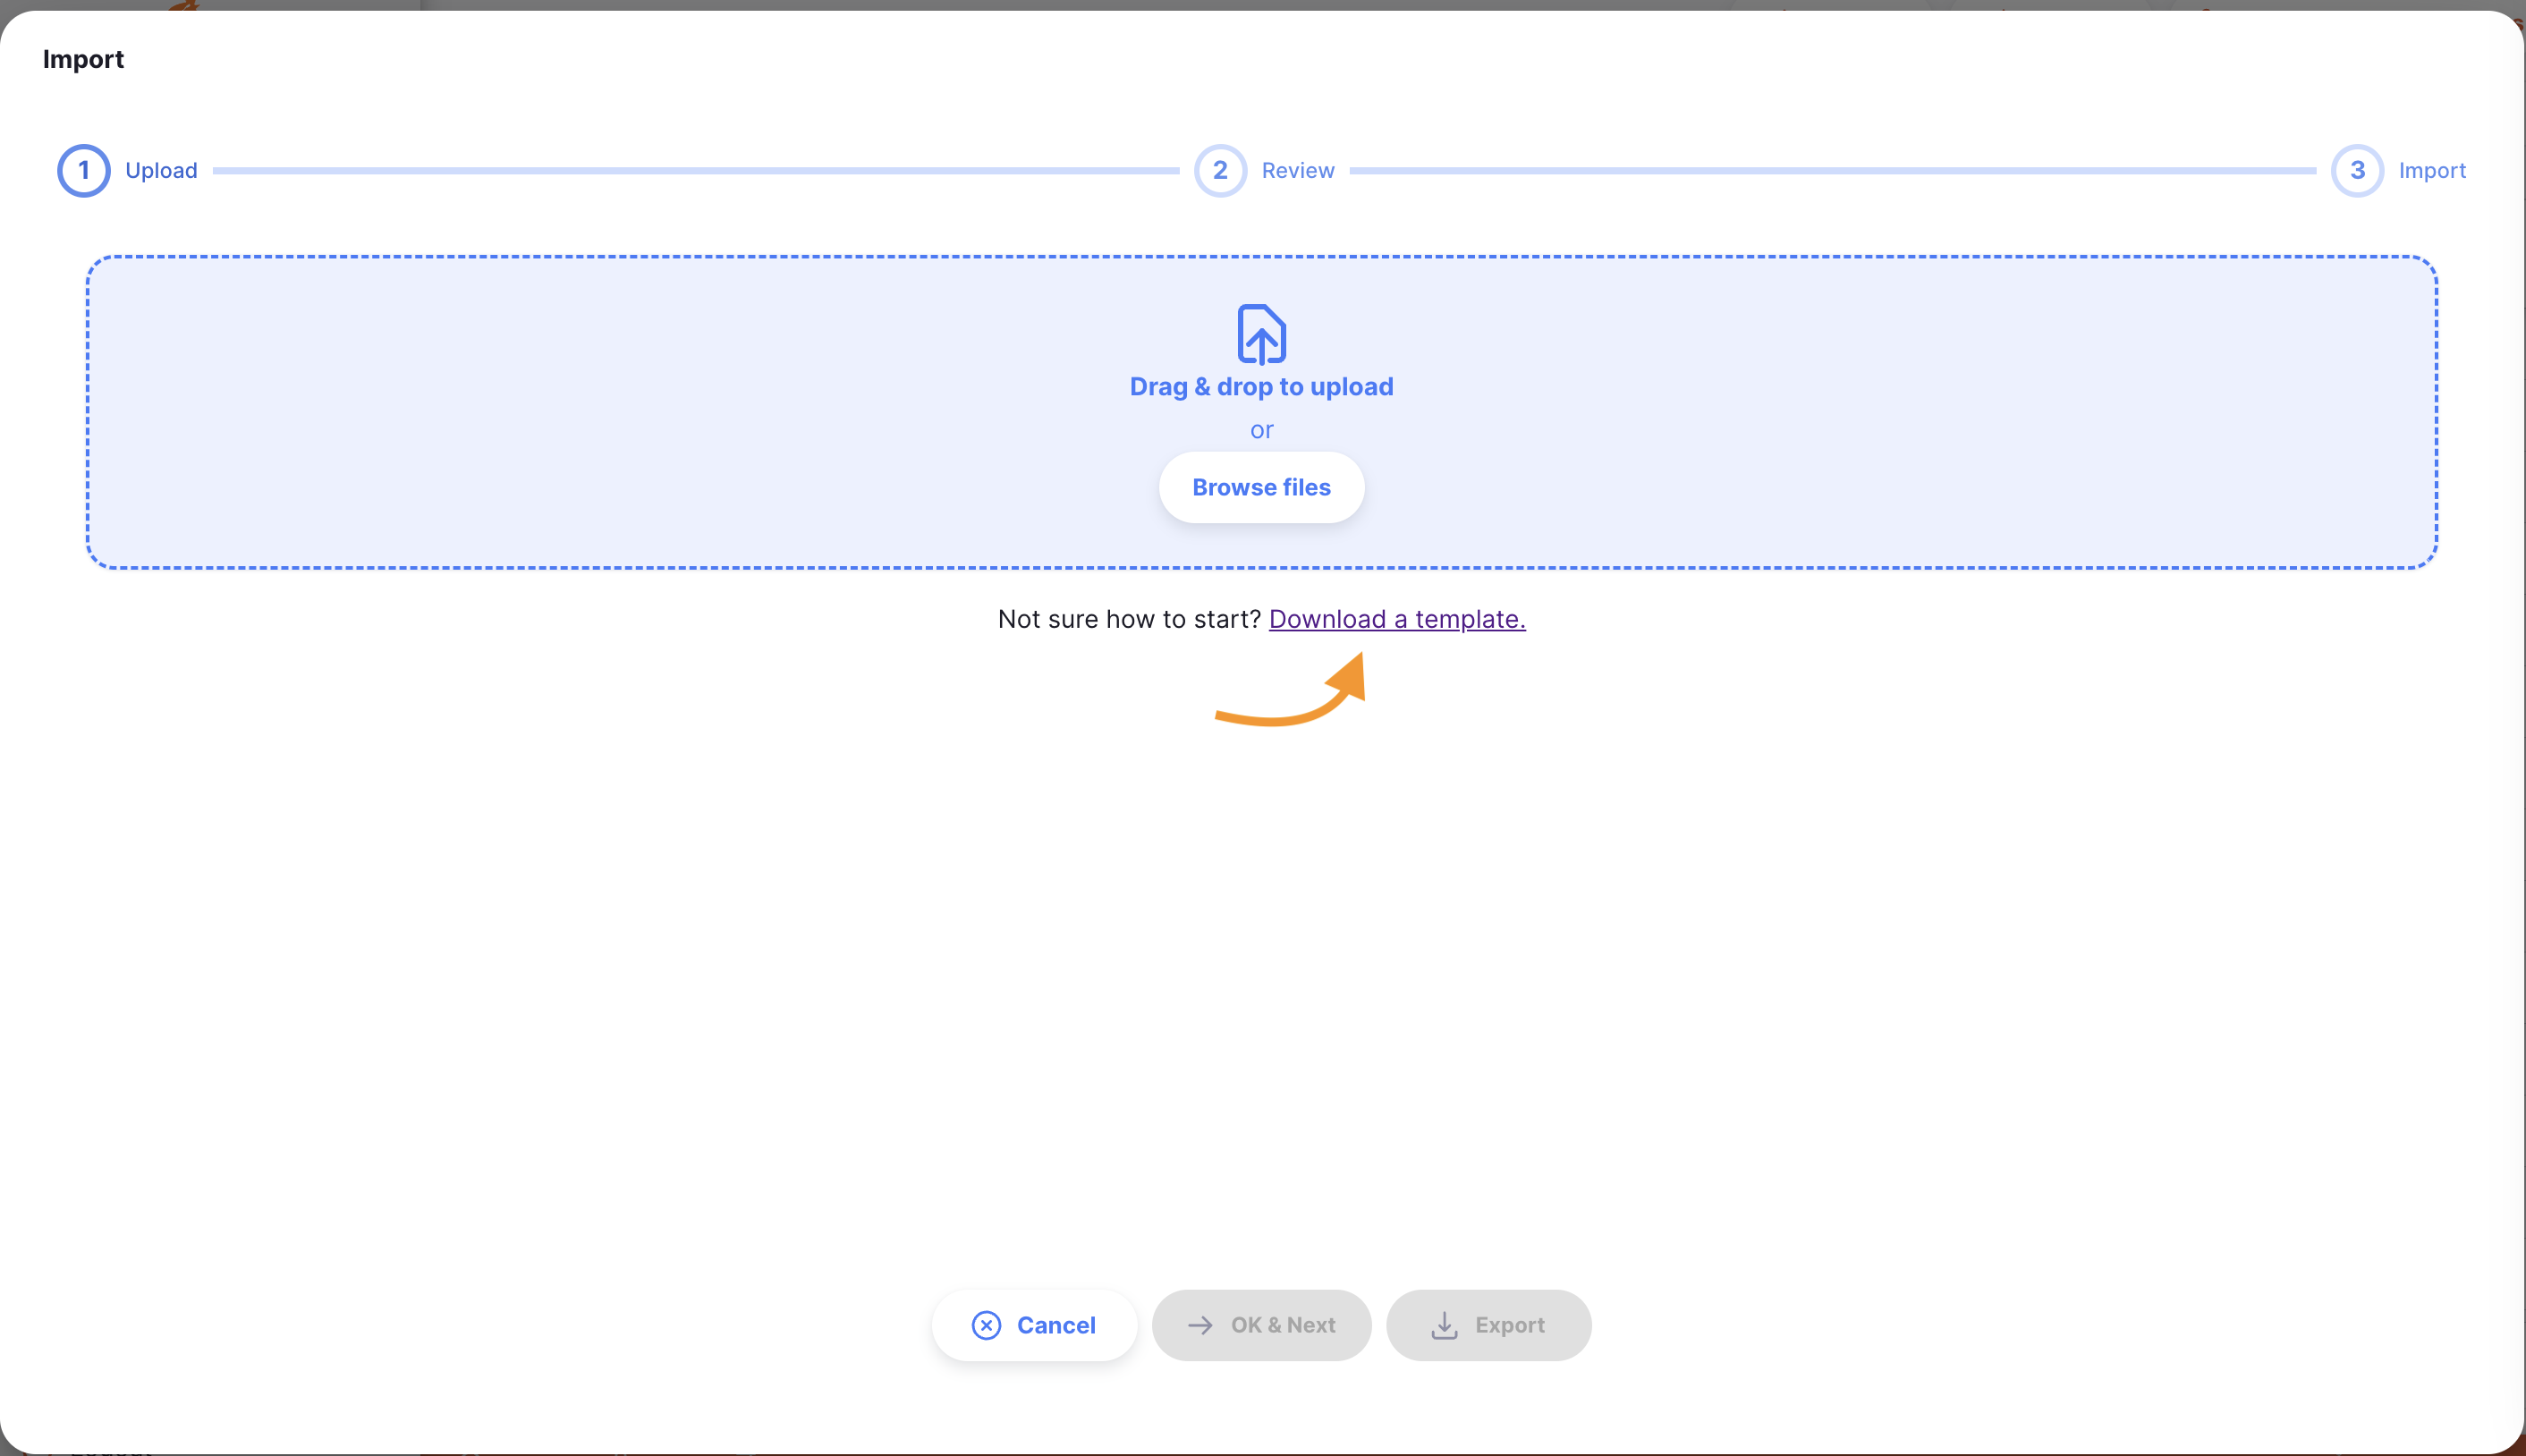 Import
1 Upload
2 Review
3 Import
Drag & drop to upload
or
Browse files
Not sure how to start? Download a template.
Cancel
OK & Next
Export